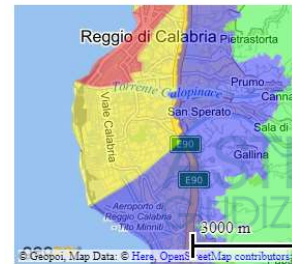 Reggio di Calabria
Pietrastorta
Torrente Calopinace
Prumo
Canna
Viale Calabria
San Sperato
Sala di
E90
Gallina
E90
Aeroporto di
Reggio Calabria
- Tito Minniti
3000 m
© Geopoi, Map Data: © Here, OpenStreetMap contributors;